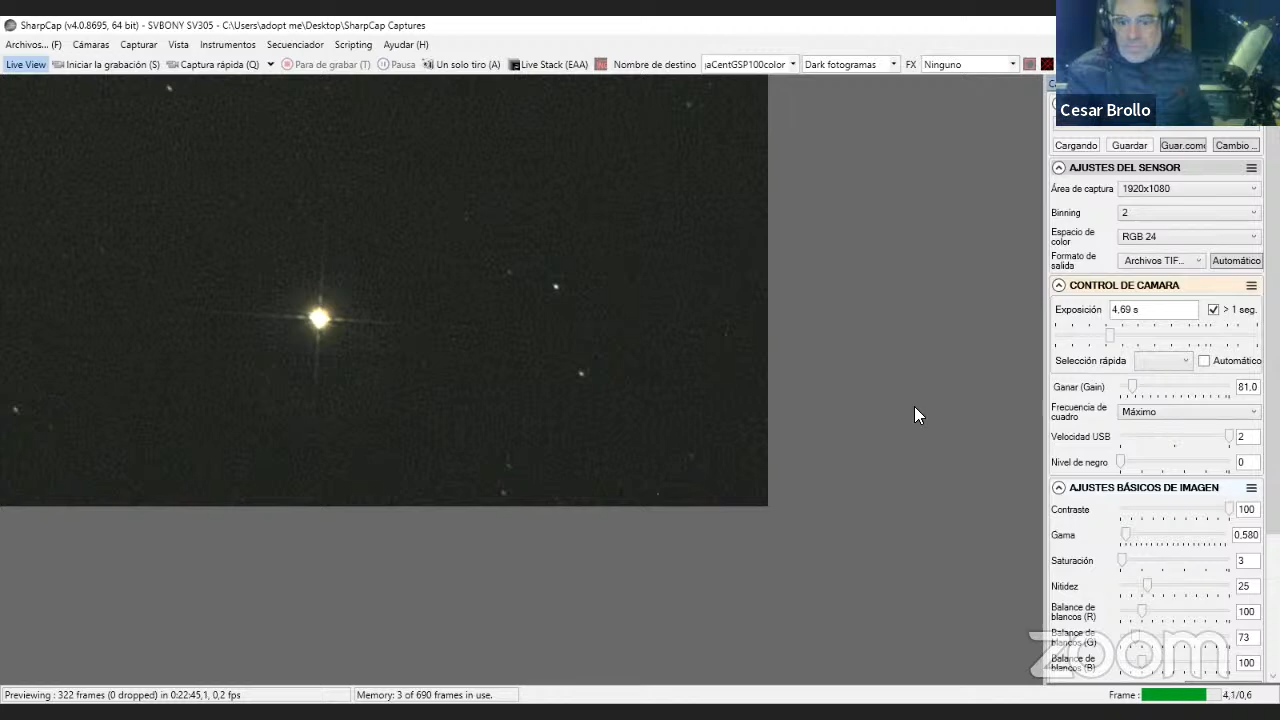 SharpCap (v4.0.8695, 64 bit) - SVBONY SV305 - C:\Users\adopt me\Desktop\SharpCap Captures
Archivos... (F) Cámaras Capturar Vista Instrumentos Secuenciador Scripting Ayudar (H)
Live View Iniciar la grabación (S) Captura rápida (Q) Para de grabar (T) Pausa Un solo tiro (A) Live Stack (EAA) Nombre de destino aCentGSP100color Dark fotogramas FX Ninguno
Cesar Brollo
Cargando Guardar Guar.com Cambio ...
AJUSTES DEL SENSOR
Área de captura 1920x1080
Binning 2
Espacio de color RGB 24
Formato de salida Archivos TIF... Automático
CONTROL DE CAMARA
Exposición 4,69 s > 1 seg.
Selección rápida Automático
Ganar (Gain) 81.0
Frecuencia de cuadro Máximo
Velocidad USB 2
Nivel de negro 0
AJUSTES BÁSICOS DE IMAGEN
Contraste 100
Gama 0.580
Saturación 3
Nitidez 25
Balance de blancos (R) 100
Balance de blancos (G) 73
Balance de blancos (B) 100
zoom
Previewing : 322 frames (0 dropped) in 0:22:45,1, 0,2 fps Memory: 3 of 690 frames in use. Frame : 4,1/0,6